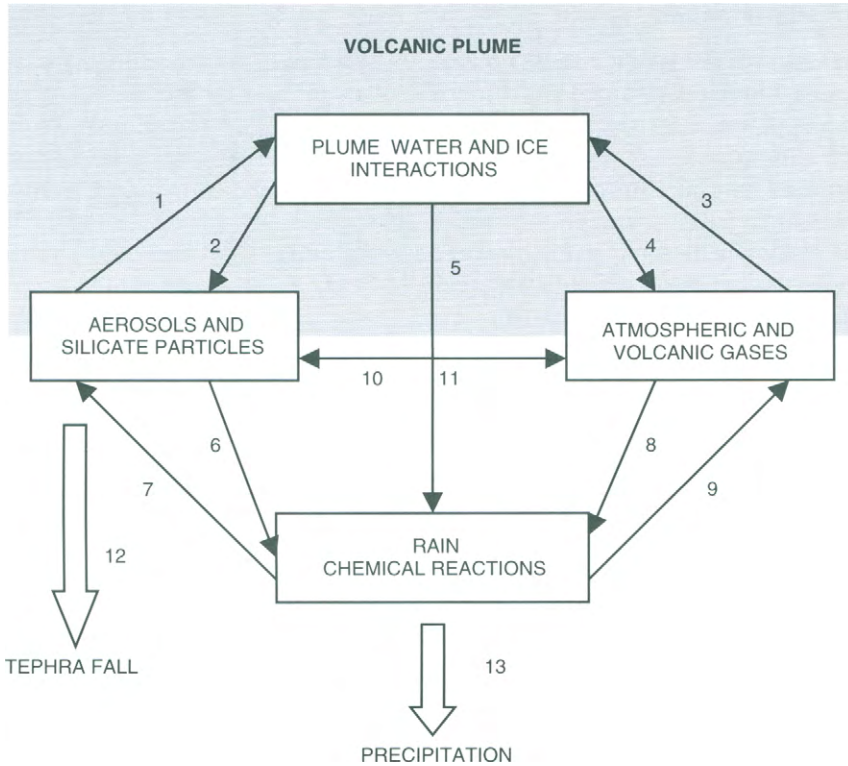 VOLCANIC PLUME
PLUME WATER AND ICE
INTERACTIONS
1
3
2
4
5
AEROSOLS AND
SILICATE PARTICLES
ATMOSPHERIC AND
VOLCANIC GASES
10
11
6
8
7
9
RAIN
CHEMICAL REACTIONS
12
TEPHRA FALL
13
PRECIPITATION